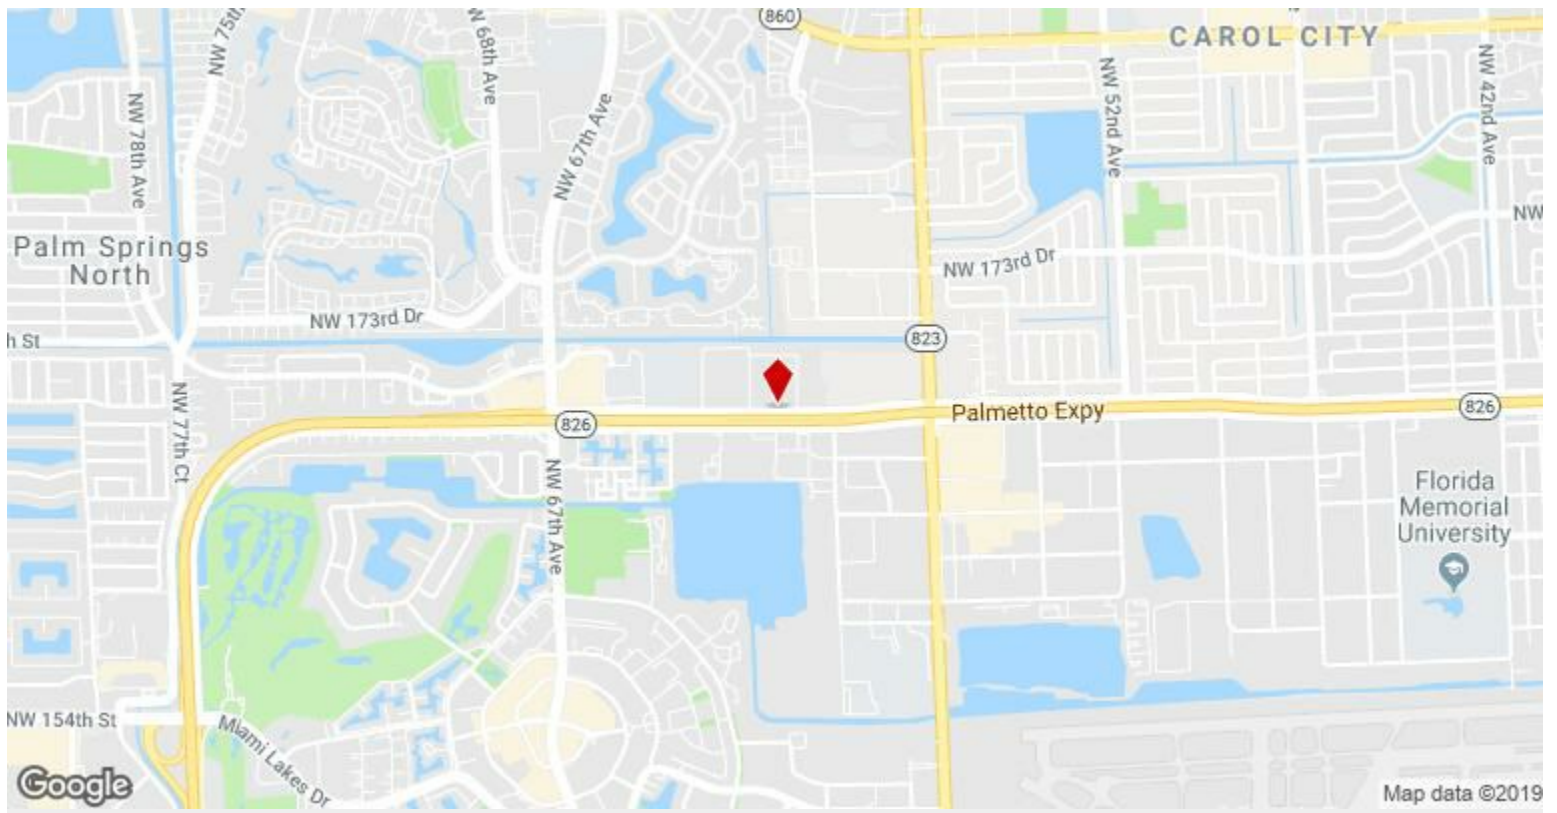 860
CAROL CITY
NW 75th
W 68th Ave
NW 67th Ave
NW 78th Ave
NW 52nd Ave
NW 42nd Ave
NW
Palm Springs
North
NW 173rd Dr
NW 173rd Dr
h St
823
826
Palmetto Expy
826
NW 77th Ct
NW 67th Ave
Florida
Memorial
University
NW 154th St
Miami Lakes Dr
Google
Map data ©2019